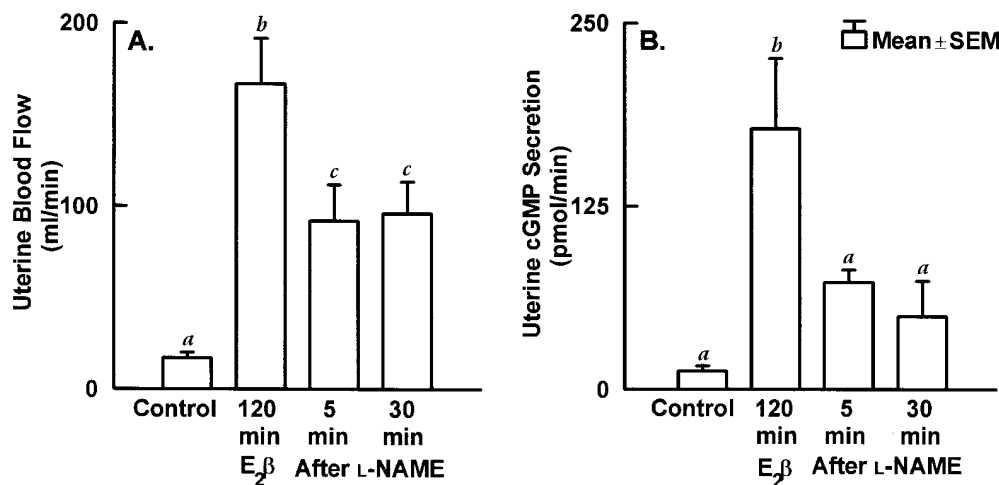 A.
200
100
0
Uterine Blood Flow
(ml/min)
a
b
c
c
Control
120
min
E2β
5
min
30
min
After L-NAME
B.
250
125
0
Uterine cGMP Secretion
(pmol/min)
Mean ± SEM
a
b
a
a
Control
120
min
E2β
5
min
30
min
After L-NAME